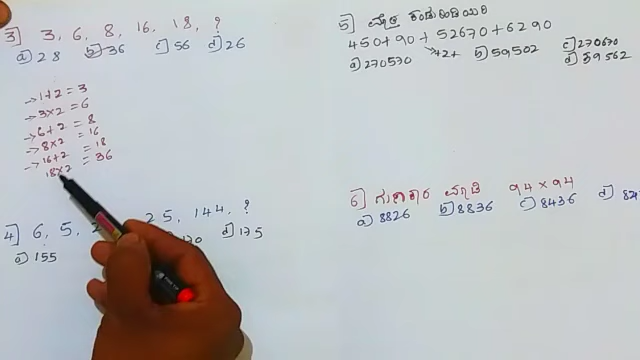 3] 3, 6, 8, 16, 18, ?
a) 28 b) 36 c) 56 d) 26
→ 1+2 = 3
→ 3×2 = 6
→ 6+2 = 8
→ 8×2 = 16
→ 16+2 = 18
18×2 = 36
4] 6, 5, 2 25, 144, ?
a) 155 d) 175
5]
450+90+52670+6290
a) 270570 b) 59502 c) 270670
d) 59562
6] ಗುಣಾಕಾರ ಮಾಡಿ 94×94
a) 8826 b) 8836 c) 8436 d)